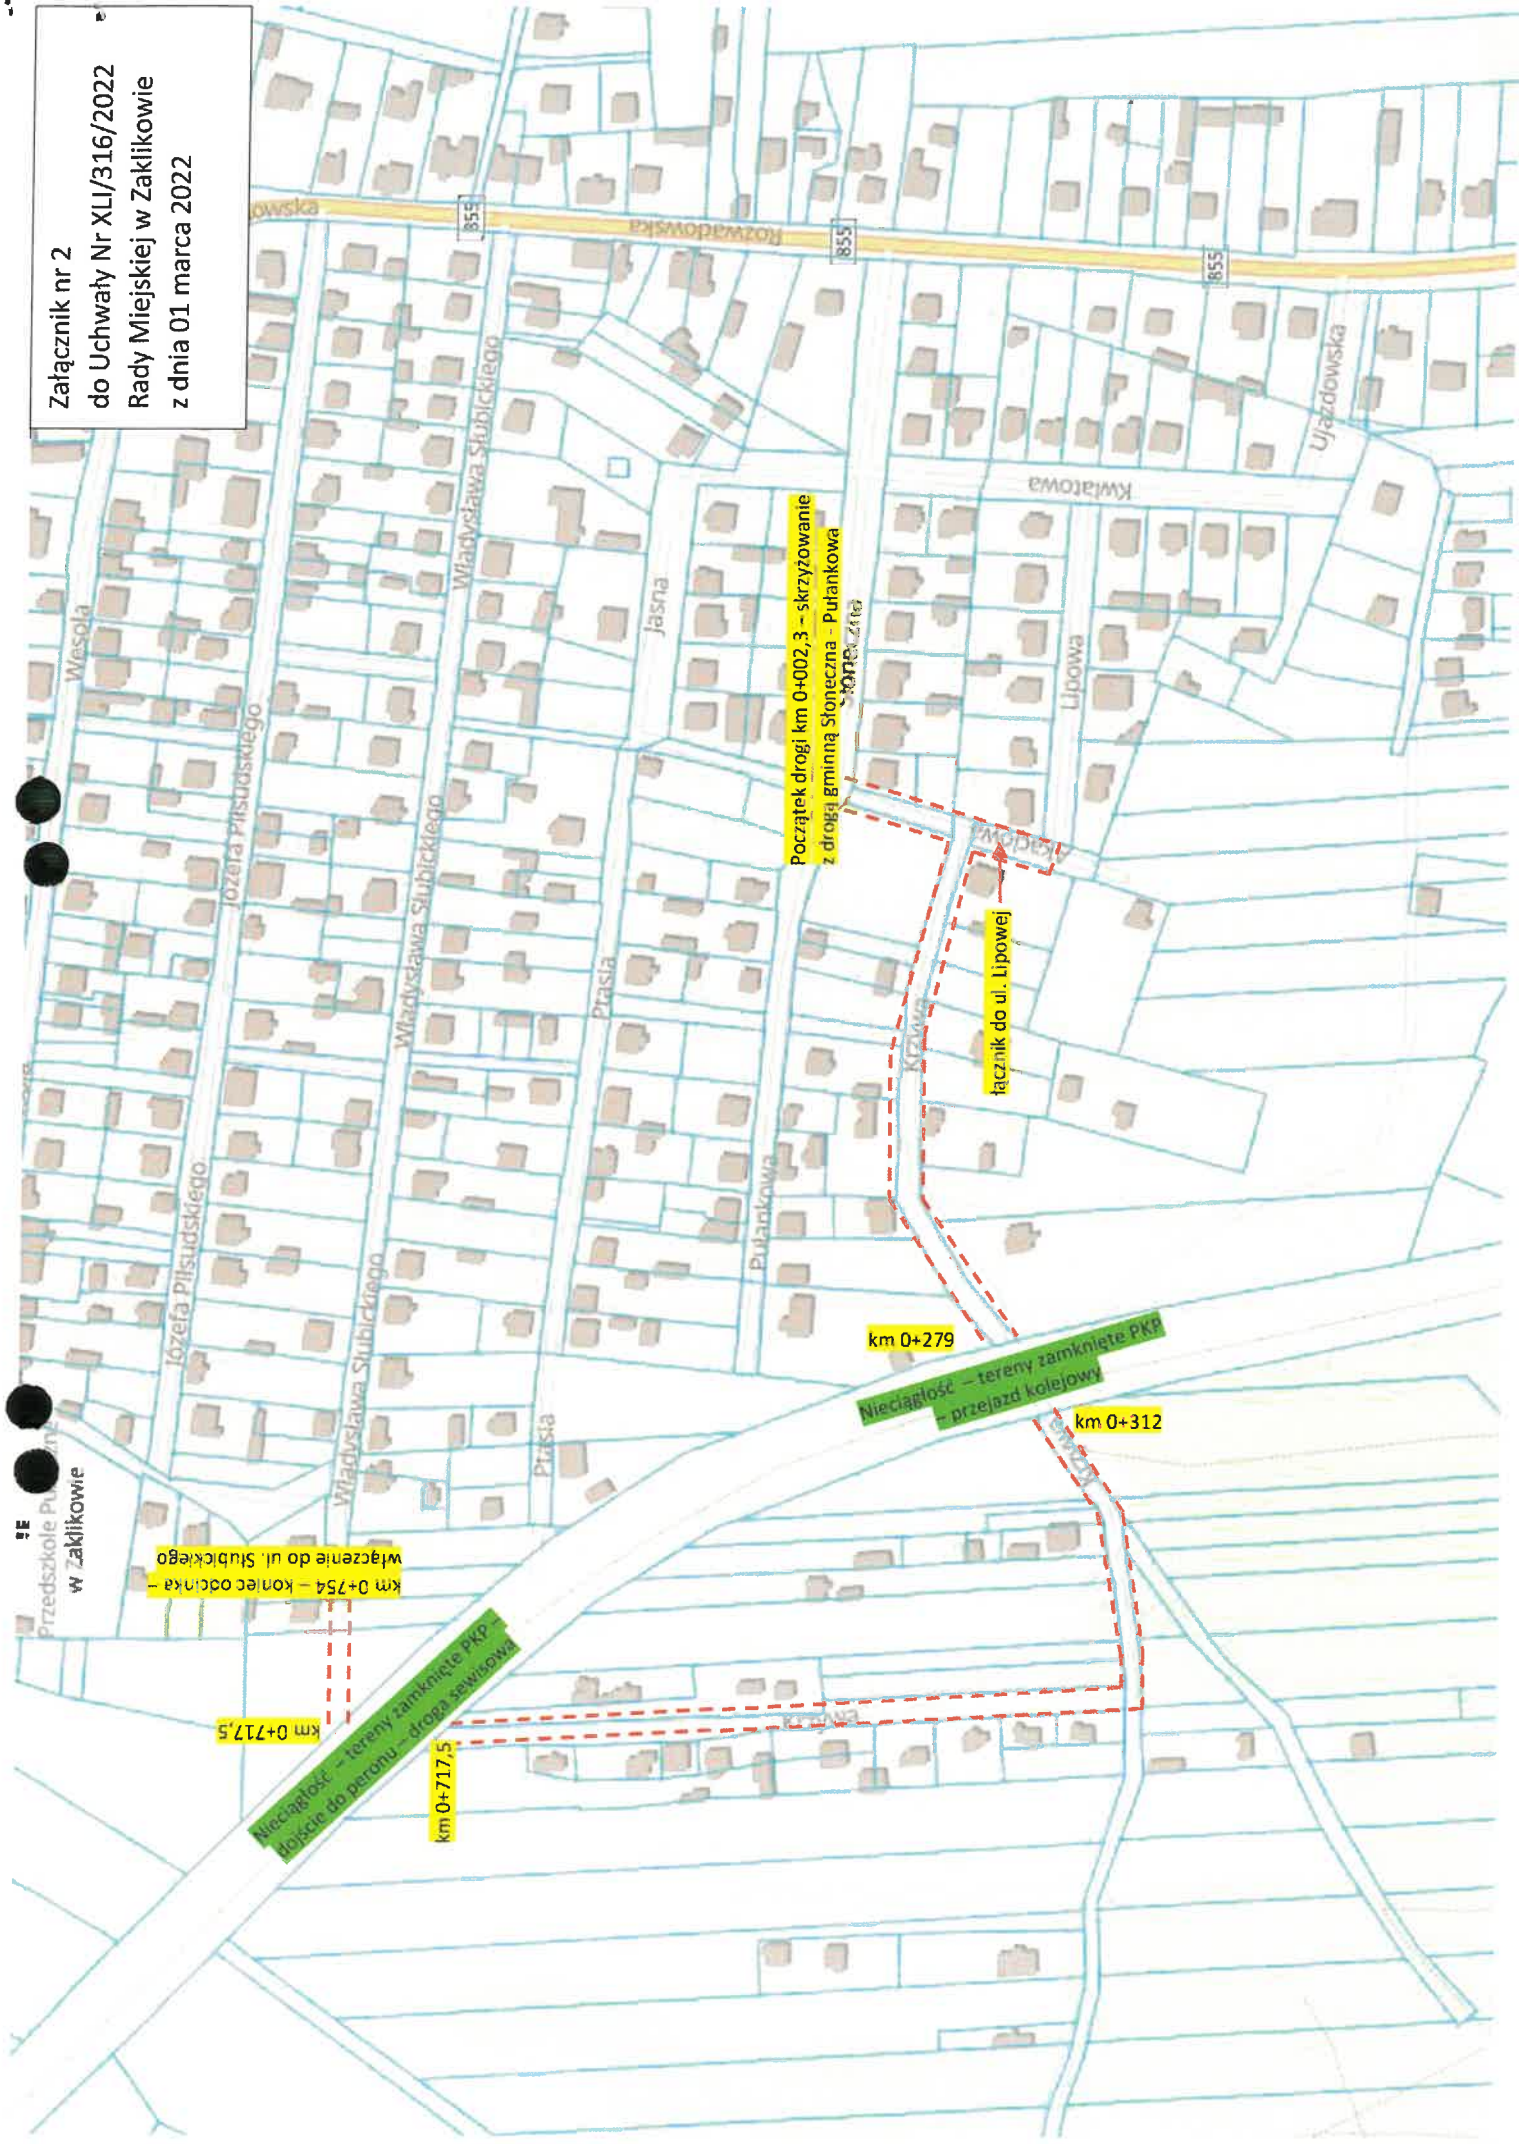 Załącznik nr 2
do Uchwały Nr XLI/316/2022
Rady Miejskiej w Zaklikowie
z dnia 01 marca 2022
Przedszkole
w Zaklikowie
Wesoła
Józefa Piłsudskiego
Józefa Piłsudskiego
Władysława Słubickiego
Władysława Słubickiego
Władysława Słubickiego
Jasna
Ptasia
Ptasia
Pułankowa
Rozwadowska
855
855
855
Kwiatowa
Ujazdowska
Lipowa
Akacjowa
Krzywa
Krzywa
Początek drogi km 0+002,3 – skrzyżowanie
z drogą gminną Słoneczna - Pułankowa
łącznik do ul. Lipowej
km 0+279
Nieciągłość – tereny zamknięte PKP
– przejazd kolejowy
km 0+312
km 0+717,5
Nieciągłość – tereny zamknięte PKP –
dojście do peronu – droga sewisowa
km 0+717,5
km 0+754 – koniec odcinka –
włączenie do ul. Słubickiego